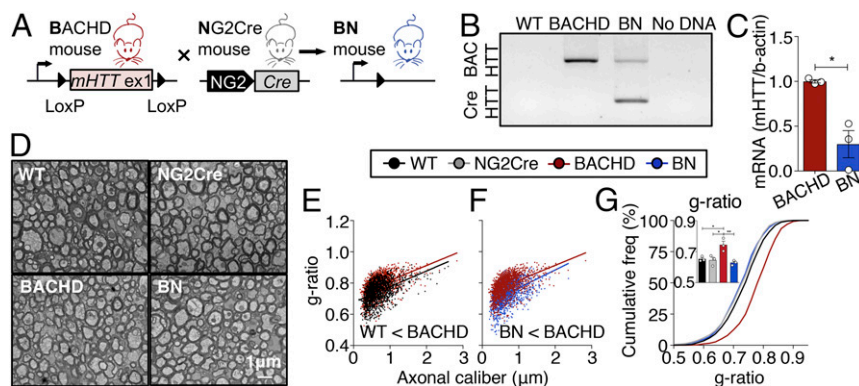 A
BACHD mouse
×
NG2Cre mouse
BN mouse
mHTT ex1
LoxP
LoxP
NG2
Cre
B
WT BACHD BN No DNA
BAC HTT
Cre HTT
C
mRNA (mHTT/b-actin)
1.5
1.0
0.5
0.0
*
BACHD
BN
WT
NG2Cre
BACHD
BN
D
WT
NG2Cre
BACHD
BN
1μm
E
g-ratio
1.2
1.0
0.8
0.6
0.4
WT < BACHD
0 1 2 3
F
BN < BACHD
0 1 2 3
Axonal caliber (μm)
G
g-ratio
Cumulative freq (%)
100
75
50
25
0
0.9
0.7
0.5
*
*
**
0.5 0.6 0.7 0.8 0.9
g-ratio